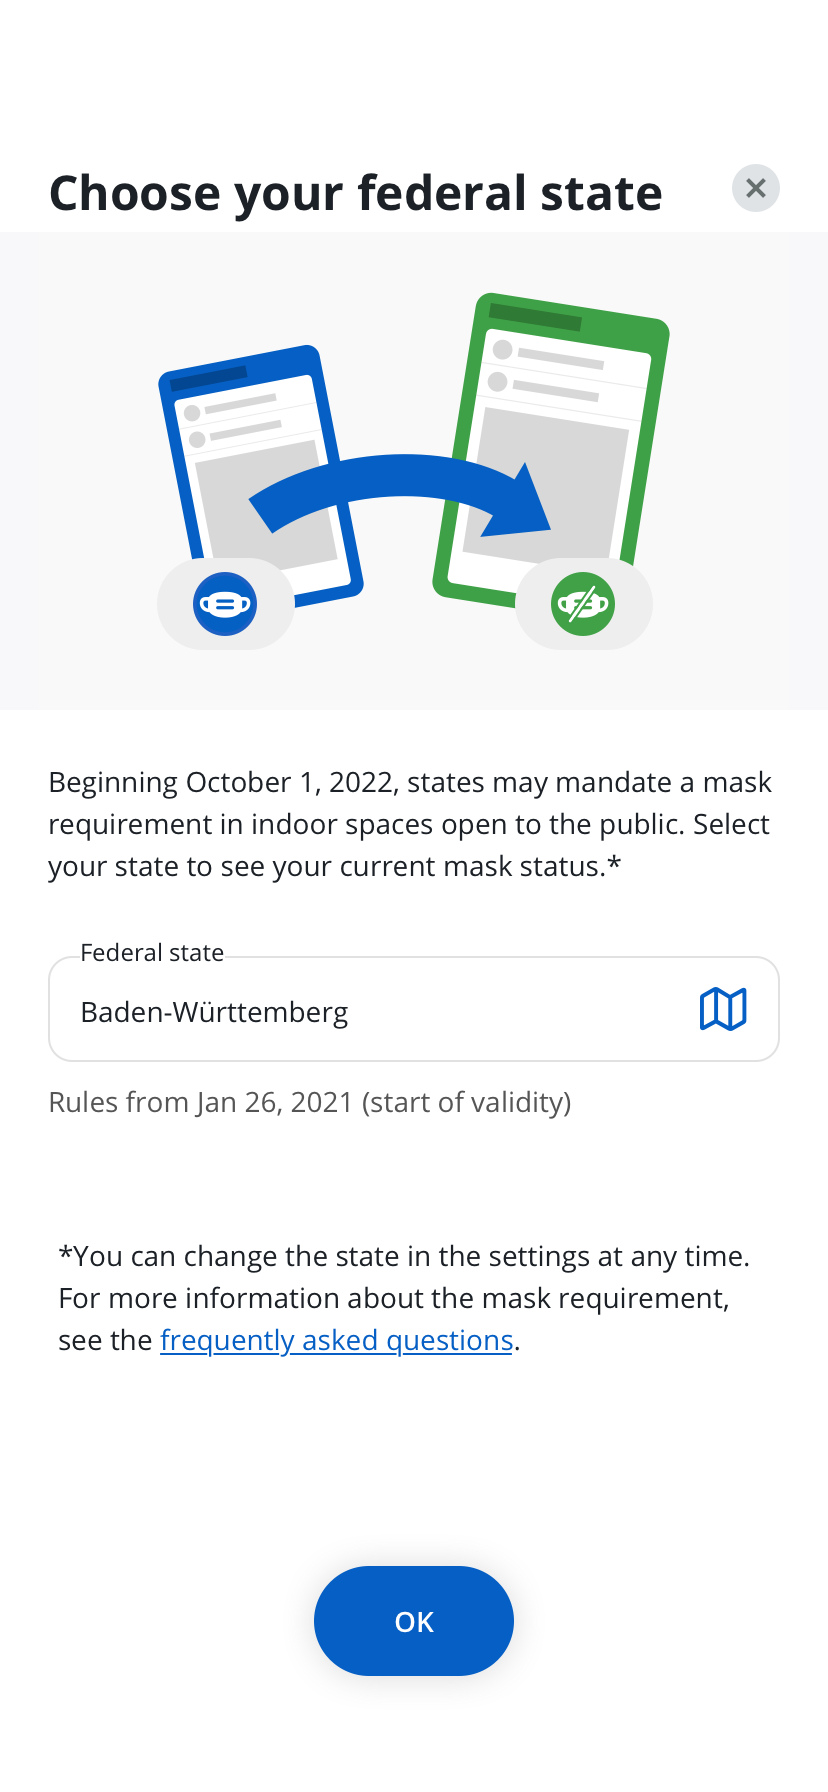 Choose your federal state
Beginning October 1, 2022, states may mandate a mask
requirement in indoor spaces open to the public. Select
your state to see your current mask status.*
Federal state
Baden-Württemberg
Rules from Jan 26, 2021 (start of validity)
*You can change the state in the settings at any time.
For more information about the mask requirement,
see the frequently asked questions.
OK